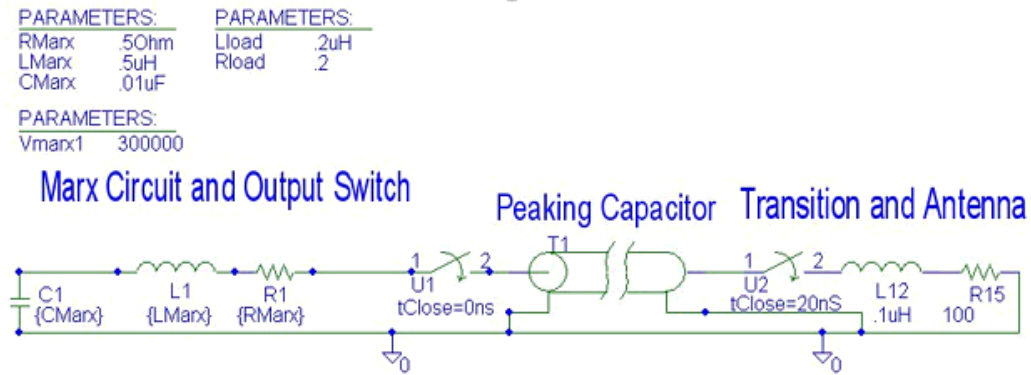 PARAMETERS: PARAMETERS:
RMarx .5Ohm Lload .2uH
LMarx .5uH Rload .2
CMarx .01uF
PARAMETERS:
Vmarx1 300000
Marx Circuit and Output Switch
Peaking Capacitor Transition and Antenna
T1
1 2 1 2
U1 U2
C1 L1 R1 tClose=0ns tClose=20nS L12 R15
{CMarx} {LMarx} {RMarx} .1uH 100
0 0